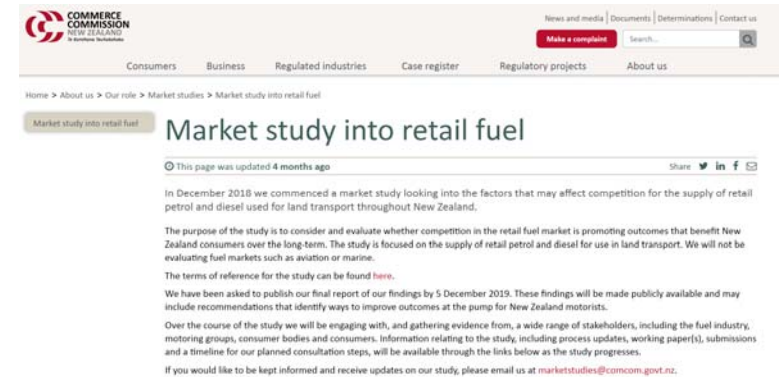 COMMERCE
COMMISSION
NEW ZEALAND
Te Komihana Tauhokohoko
News and media | Documents | Determinations | Contact us
Make a complaint
Search...
Consumers Business Regulated industries Case register Regulatory projects About us
Home > About us > Our role > Market studies > Market study into retail fuel
Market study into retail fuel
Market study into retail fuel
This page was updated 4 months ago
Share
In December 2018 we commenced a market study looking into the factors that may affect competition for the supply of retail
petrol and diesel used for land transport throughout New Zealand.
The purpose of the study is to consider and evaluate whether competition in the retail fuel market is promoting outcomes that benefit New
Zealand consumers over the long-term. The study is focused on the supply of retail petrol and diesel for use in land transport. We will not be
evaluating fuel markets such as aviation or marine.
The terms of reference for the study can be found here.
We have been asked to publish our final report of our findings by 5 December 2019. These findings will be made publicly available and may
include recommendations that identify ways to improve outcomes at the pump for New Zealand motorists.
Over the course of the study we will be engaging with, and gathering evidence from, a wide range of stakeholders, including the fuel industry,
motoring groups, consumer bodies and consumers. Information relating to the study, including process updates, working paper(s), submissions
and a timeline for our planned consultation steps, will be available through the links below as the study progresses.
If you would like to be kept informed and receive updates on our study, please email us at marketstudies@comcom.govt.nz.